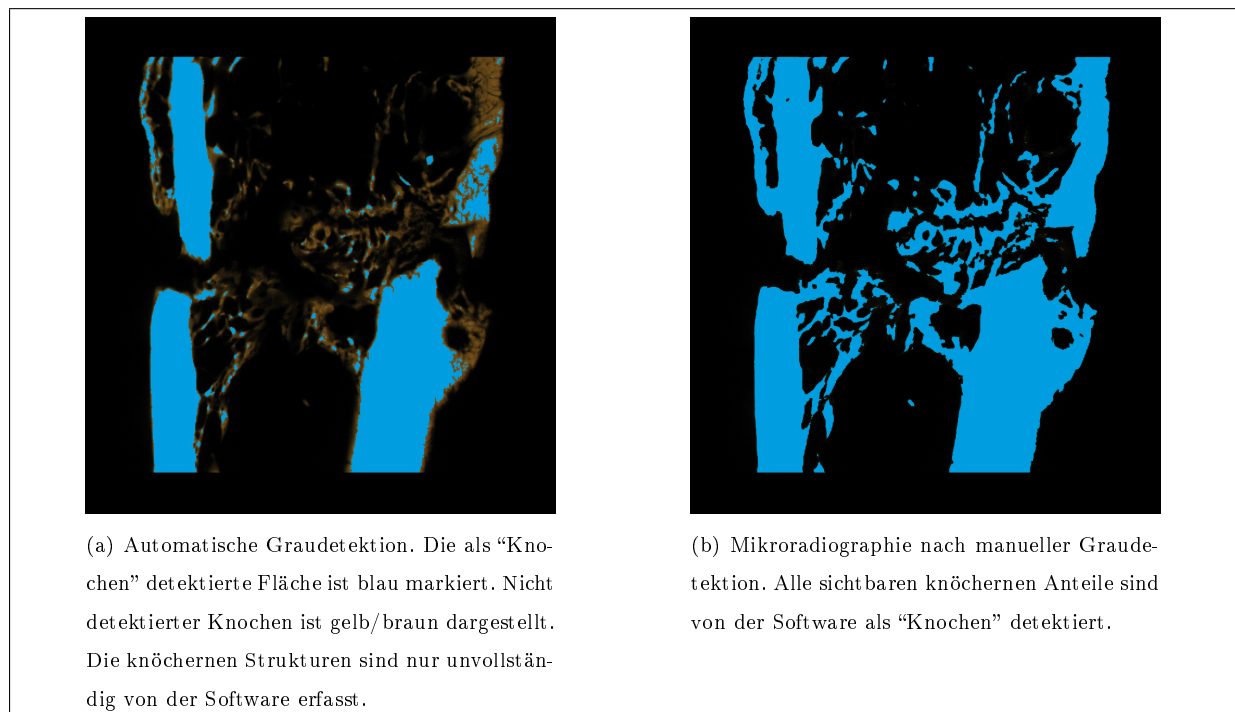 (a) Automatische Graudetektion. Die als “Kno-
chen” detektierte Fläche ist blau markiert. Nicht
detektierter Knochen ist gelb/braun dargestellt.
Die knöchernen Strukturen sind nur unvollstän-
dig von der Software erfasst.
(b) Mikroradiographie nach manueller Graude-
tektion. Alle sichtbaren knöchernen Anteile sind
von der Software als “Knochen” detektiert.